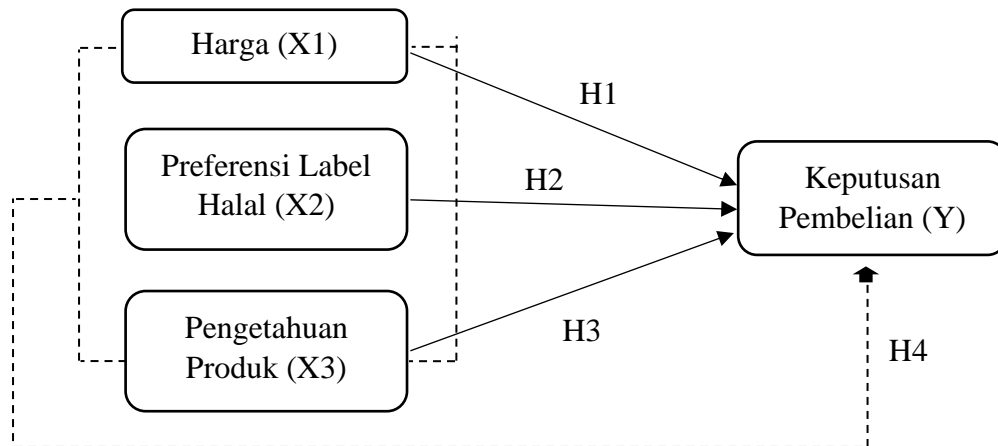 Harga (X1)
H1
Preferensi Label
Halal (X2)
H2
Keputusan
Pembelian (Y)
Pengetahuan
Produk (X3)
H3
H4